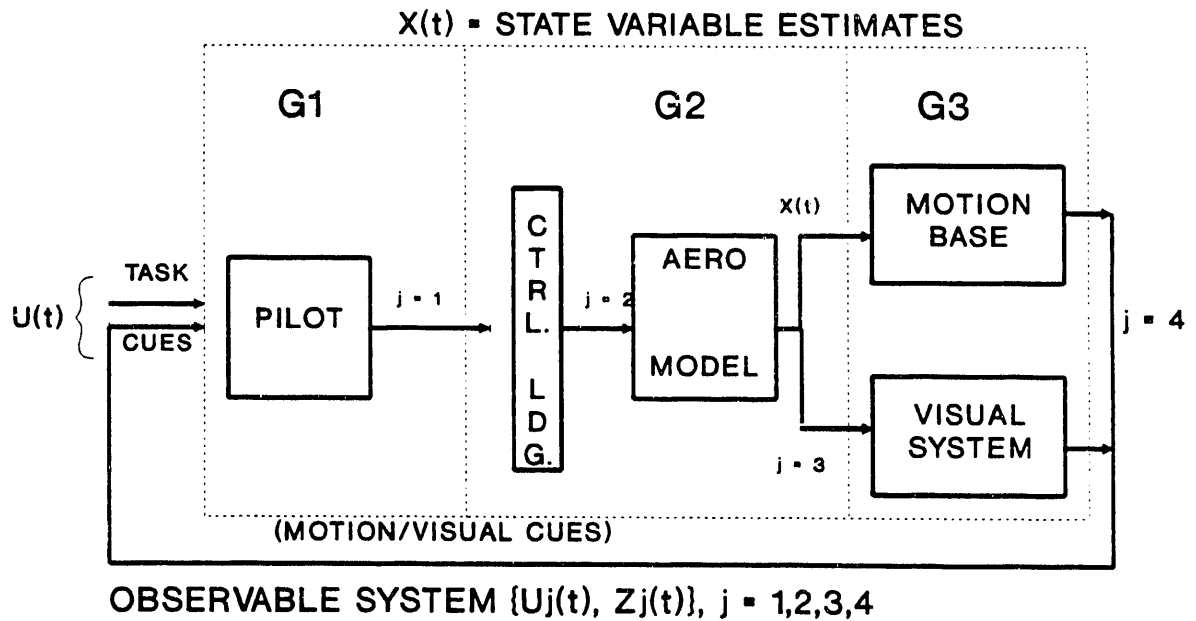 X(t) = STATE VARIABLE ESTIMATES
G1
G2
G3
X(t)
MOTION
BASE
C
T
R
L.
L
D
G.
AERO
MODEL
TASK
U(t)
CUES
PILOT
j = 1
j = 2
j = 3
j = 4
VISUAL
SYSTEM
(MOTION/VISUAL CUES)
OBSERVABLE SYSTEM {Uj(t), Zj(t)}, j = 1,2,3,4